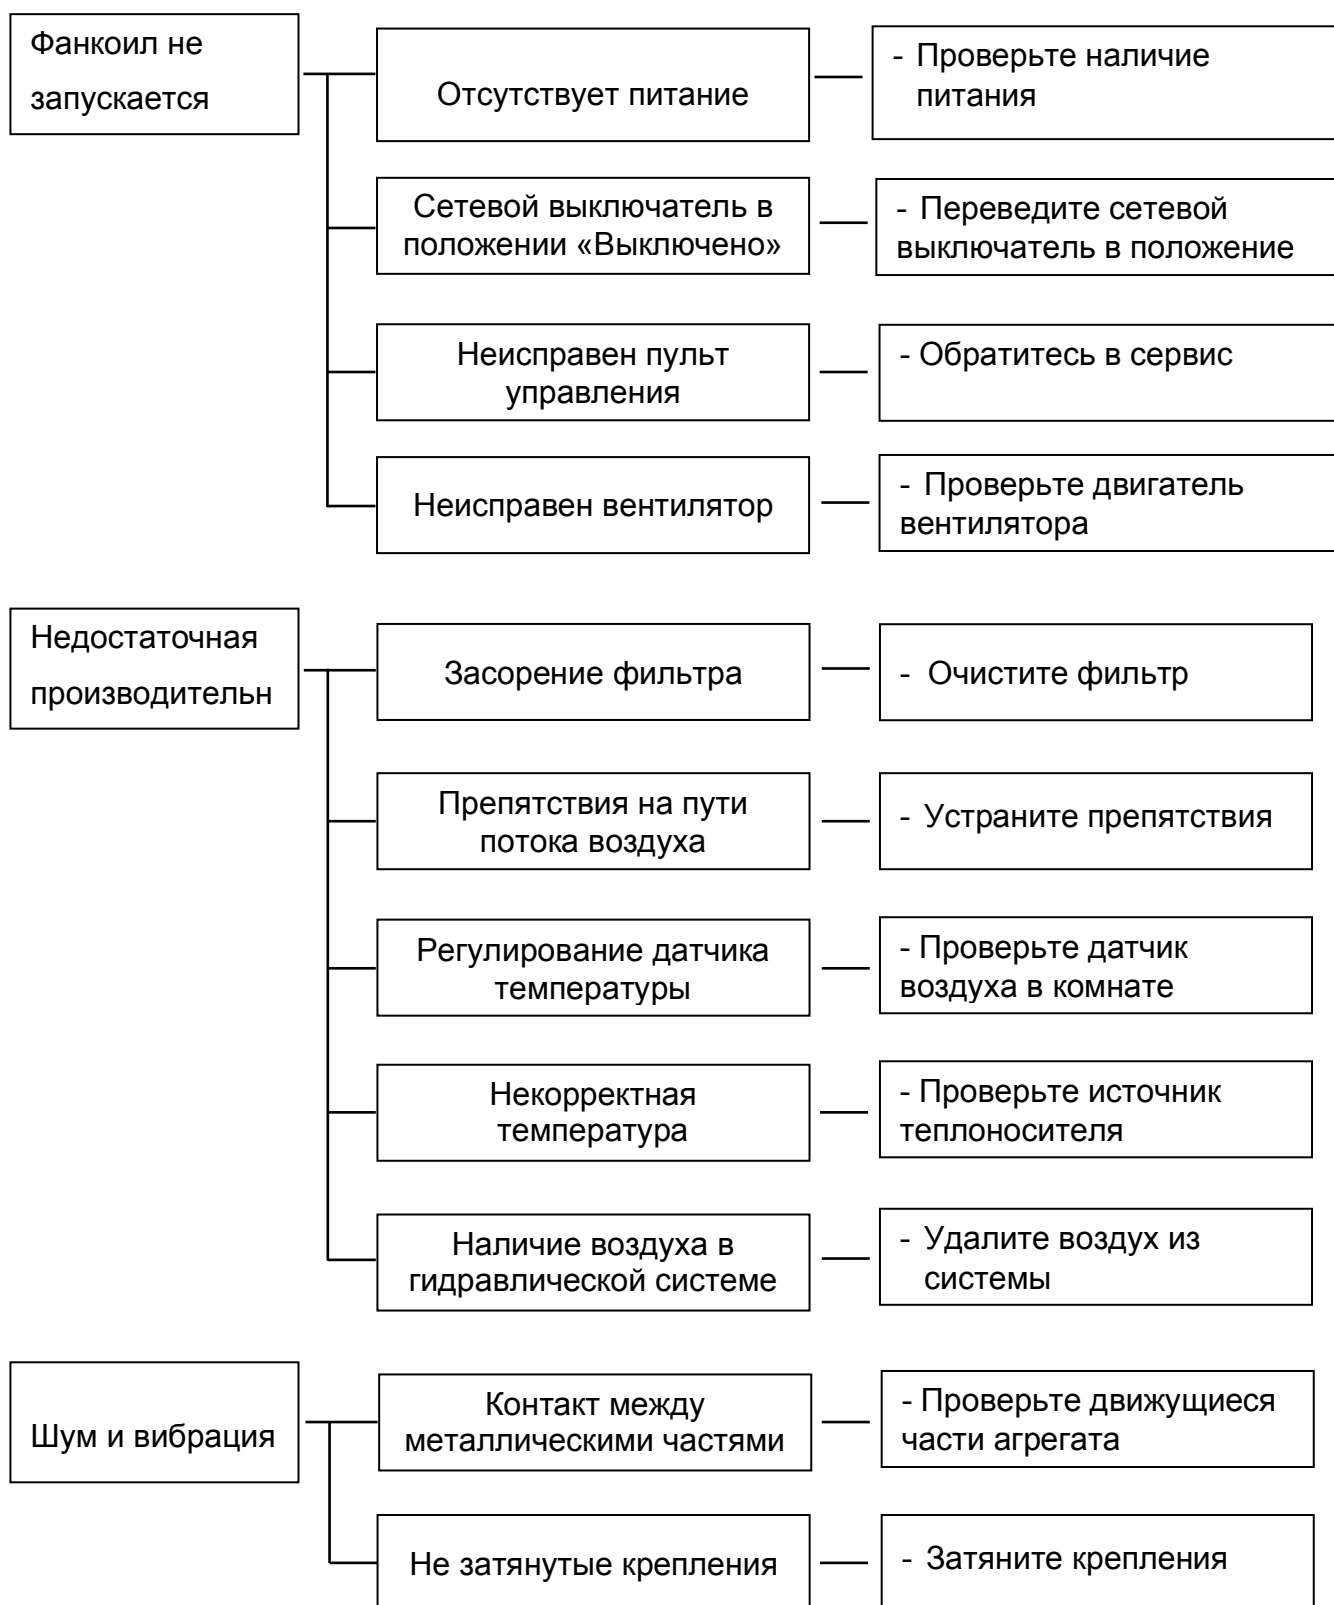 Фанкоил не
запускается
Отсутствует питание
- Проверьте наличие
питания
Сетевой выключатель в
положении «Выключено»
- Переведите сетевой
выключатель в положение
Неисправен пульт
управления
- Обратитесь в сервис
Неисправен вентилятор
- Проверьте двигатель
вентилятора
Недостаточная
производительн
Засорение фильтра
- Очистите фильтр
Препятствия на пути
потока воздуха
- Устраните препятствия
Регулирование датчика
температуры
- Проверьте датчик
воздуха в комнате
Некорректная
температура
- Проверьте источник
теплоносителя
Наличие воздуха в
гидравлической системе
- Удалите воздух из
системы
Шум и вибрация
Контакт между
металлическими частями
- Проверьте движущиеся
части агрегата
Не затянутые крепления
- Затяните крепления